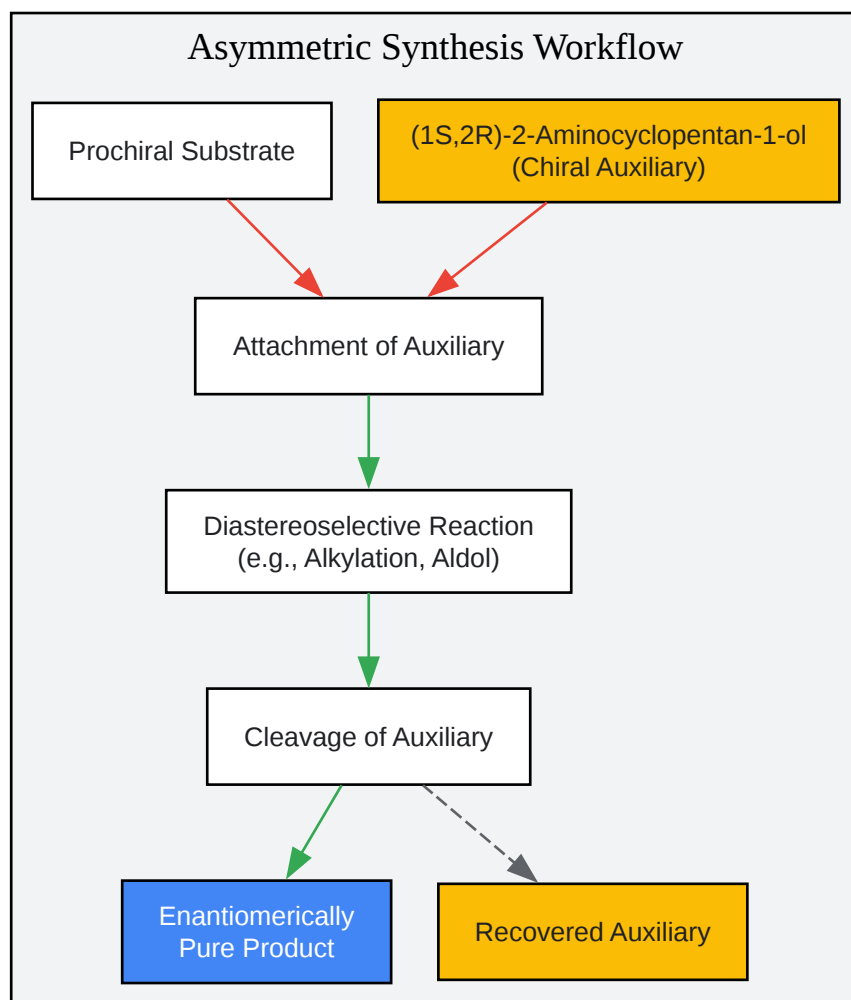 Asymmetric Synthesis Workflow
Prochiral Substrate
(1S,2R)-2-Aminocyclopentan-1-ol
(Chiral Auxiliary)
Attachment of Auxiliary
Diastereoselective Reaction
(e.g., Alkylation, Aldol)
Cleavage of Auxiliary
Enantiomerically
Pure Product
Recovered Auxiliary